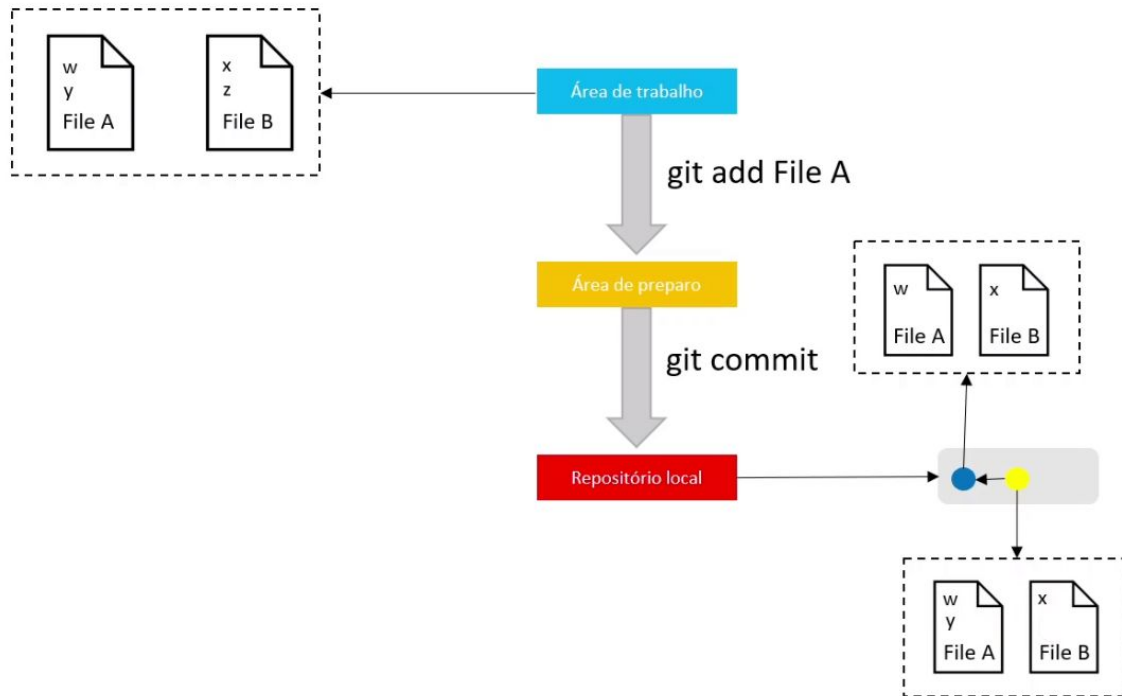 w
y
File A
x
z
File B
Área de trabalho
git add File A
Área de preparo
w
File A
x
File B
git commit
Repositório local
w
y
File A
x
File B